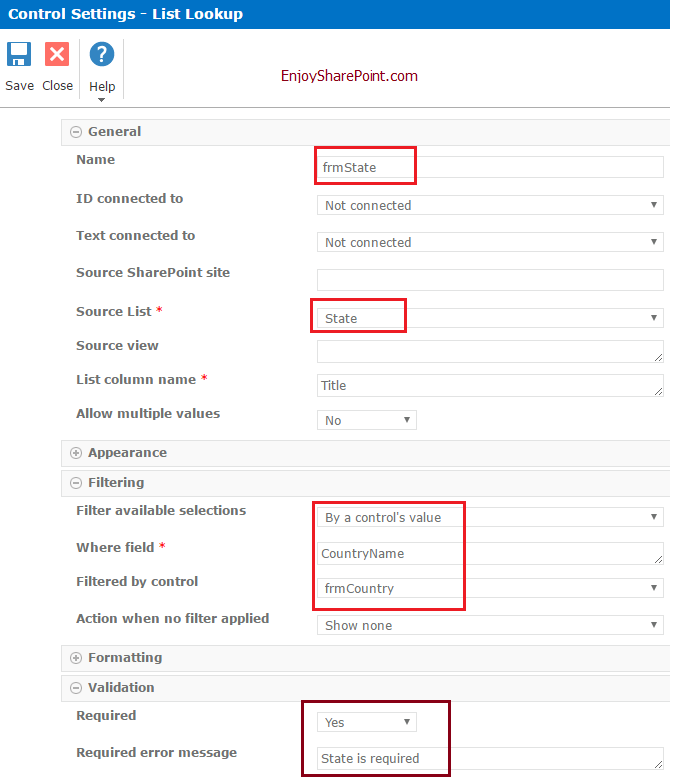 Control Settings - List Lookup
Save Close Help
EnjoySharePoint.com
General
Name frmState
ID connected to Not connected
Text connected to Not connected
Source SharePoint site
Source List * State
Source view
List column name * Title
Allow multiple values No
Appearance
Filtering
Filter available selections By a control's value
Where field * CountryName
Filtered by control frmCountry
Action when no filter applied Show none
Formatting
Validation
Required Yes
Required error message State is required